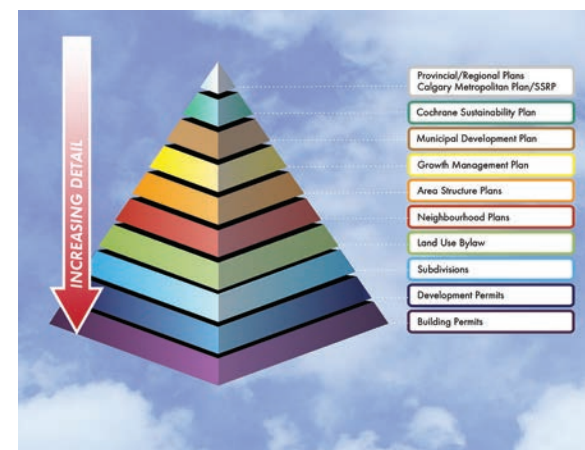 INCREASING DETAIL
Provincial/Regional Plans
Calgary Metropolitan Plan/SSRP
Cochrane Sustainability Plan
Municipal Development Plan
Growth Management Plan
Area Structure Plans
Neighbourhood Plans
Land Use Bylaw
Subdivisions
Development Permits
Building Permits